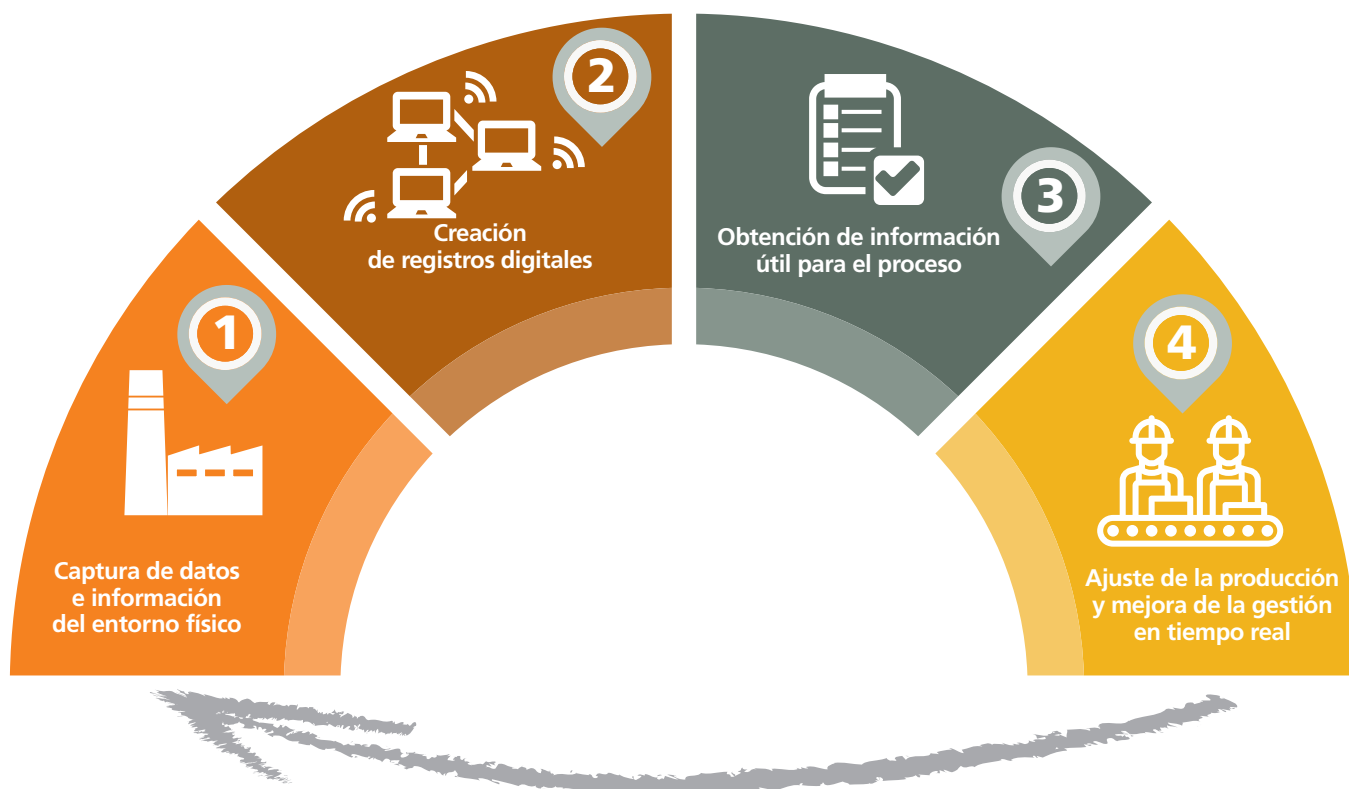 1
Captura de datos
e información
del entorno físico
2
Creación
de registros digitales
3
Obtención de información
útil para el proceso
4
Ajuste de la producción
y mejora de la gestión
en tiempo real